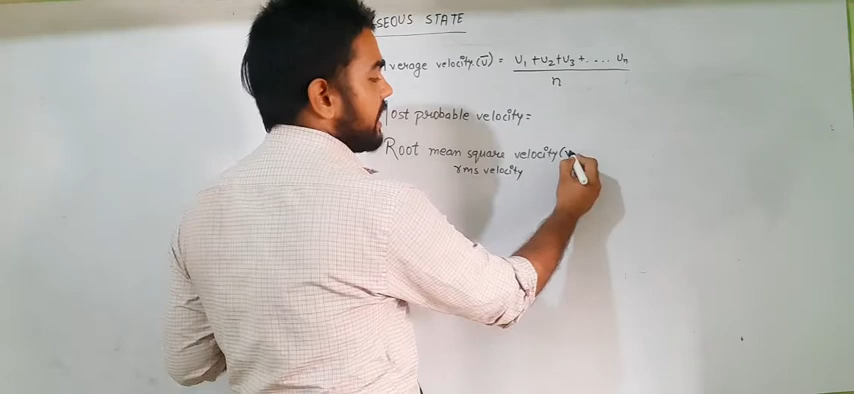 SEOUS STATE
verage velocity (Ū) = U1 + U2 + U3 + .... Un
n
ost probable velocity =
Root mean square velocity (
rms velocity